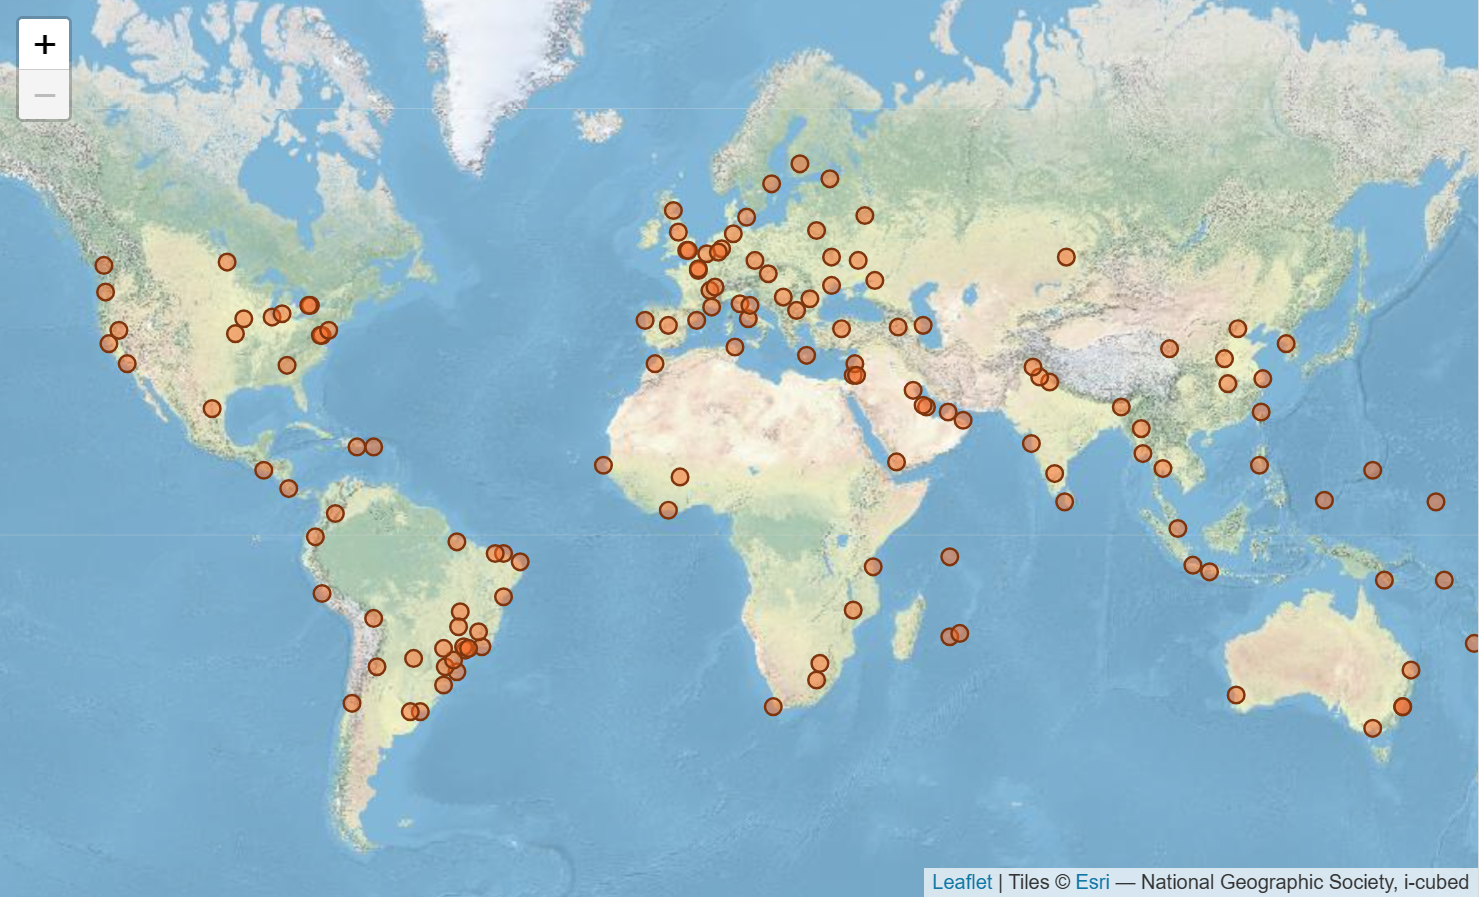 +
−
Leaflet | Tiles © Esri — National Geographic Society, i-cubed